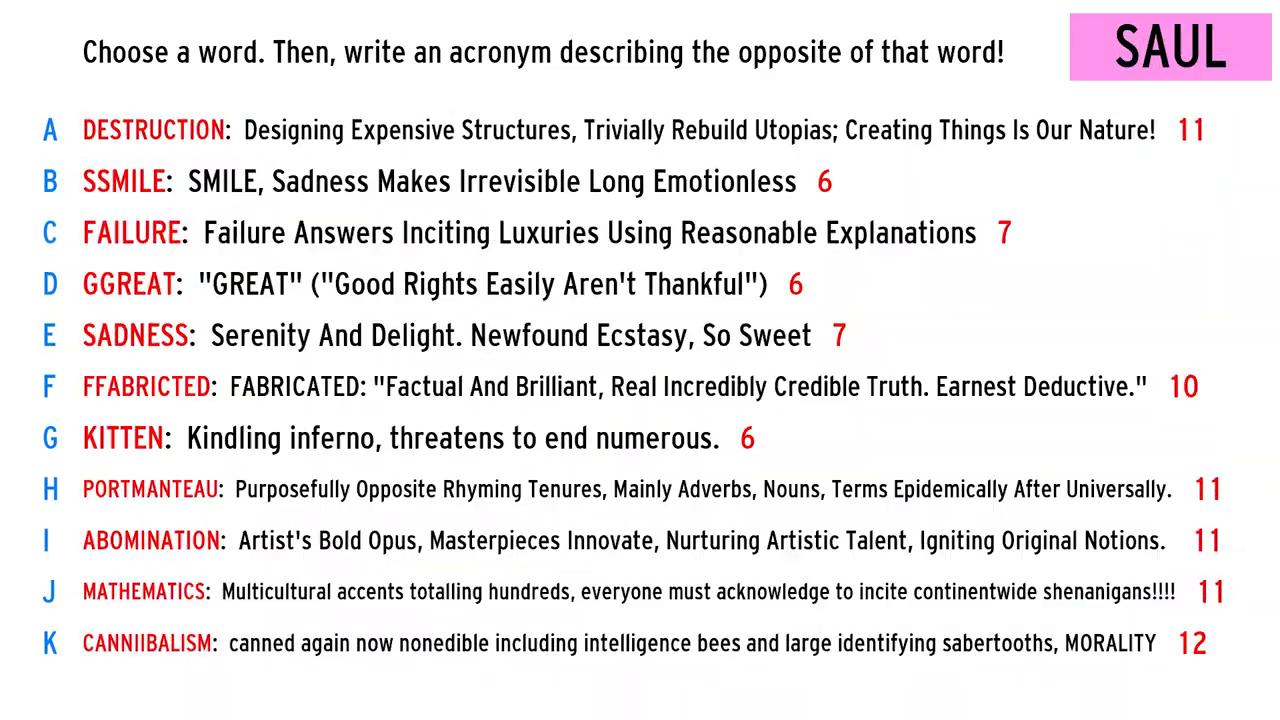 Choose a word. Then, write an acronym describing the opposite of that word!
SAUL
A DESTRUCTION: Designing Expensive Structures, Trivially Rebuild Utopias; Creating Things Is Our Nature! 11
B SSMILE: SMILE, Sadness Makes Irrevisible Long Emotionless 6
C FAILURE: Failure Answers Inciting Luxuries Using Reasonable Explanations 7
D GGREAT: "GREAT" ("Good Rights Easily Aren't Thankful") 6
E SADNESS: Serenity And Delight. Newfound Ecstasy, So Sweet 7
F FFABRICTED: FABRICATED: "Factual And Brilliant, Real Incredibly Credible Truth. Earnest Deductive." 10
G KITTEN: Kindling inferno, threatens to end numerous. 6
H PORTMANTEAU: Purposefully Opposite Rhyming Tenures, Mainly Adverbs, Nouns, Terms Epidemically After Universally. 11
I ABOMINATION: Artist's Bold Opus, Masterpieces Innovate, Nurturing Artistic Talent, Igniting Original Notions. 11
J MATHEMATICS: Multicultural accents totalling hundreds, everyone must acknowledge to incite continentwide shenanigans!!!! 11
K CANNIIBALISM: canned again now nonedible including intelligence bees and large identifying sabertooths, MORALITY 12